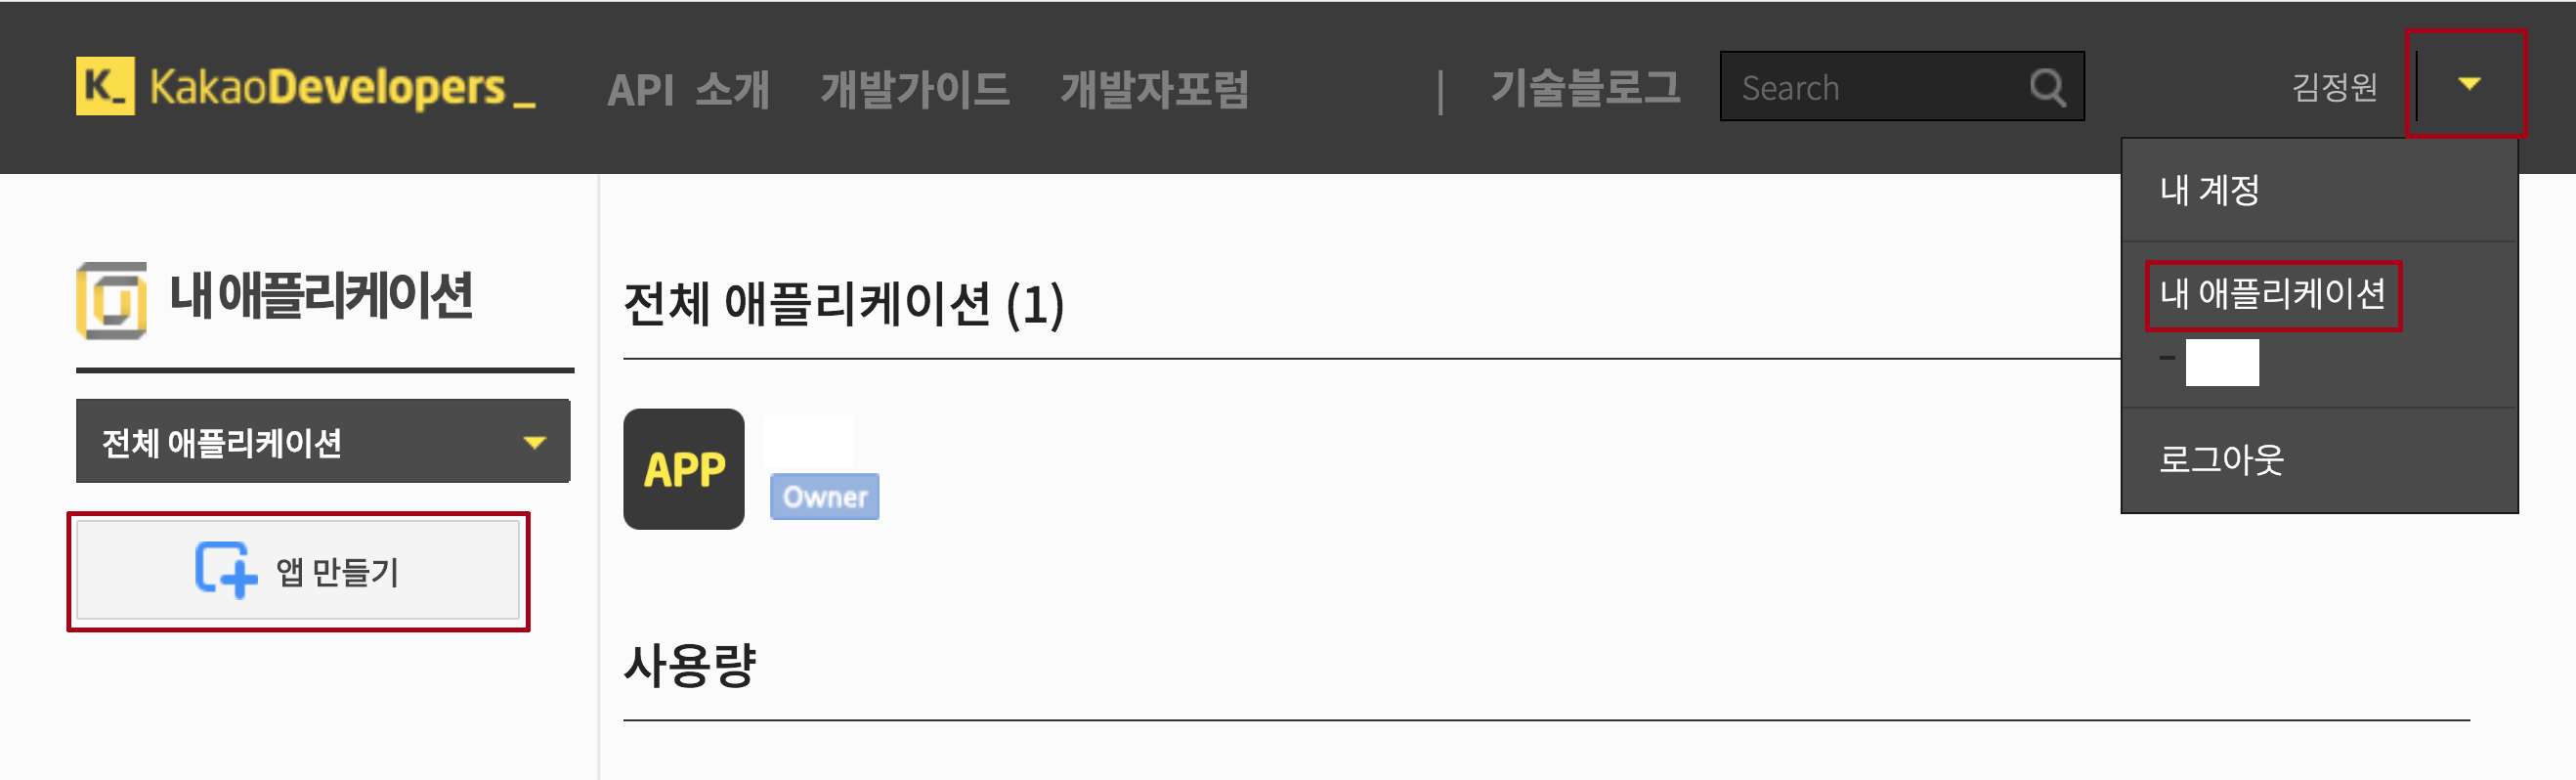 K_ KakaoDevelopers_ API 소개 개발가이드 개발자포럼 | 기술블로그 Search 김정원
내 계정
내 애플리케이션
-
로그아웃
내 애플리케이션
전체 애플리케이션
앱 만들기
전체 애플리케이션 (1)
APP
Owner
사용량